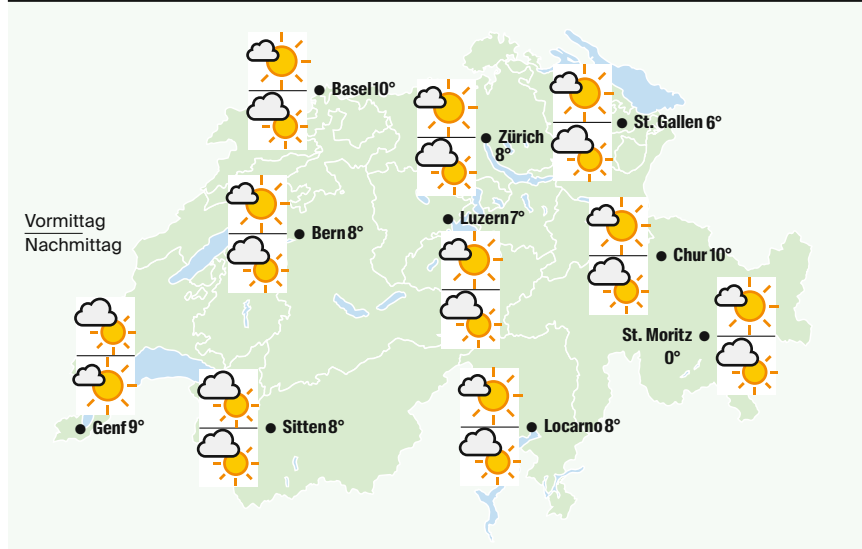 Basel 10°
St. Gallen 6°
Zürich
8°
Vormittag
Nachmittag
Bern 8°
Luzern 7°
Chur 10°
St. Moritz
0°
Genf 9°
Sitten 8°
Locarno 8°